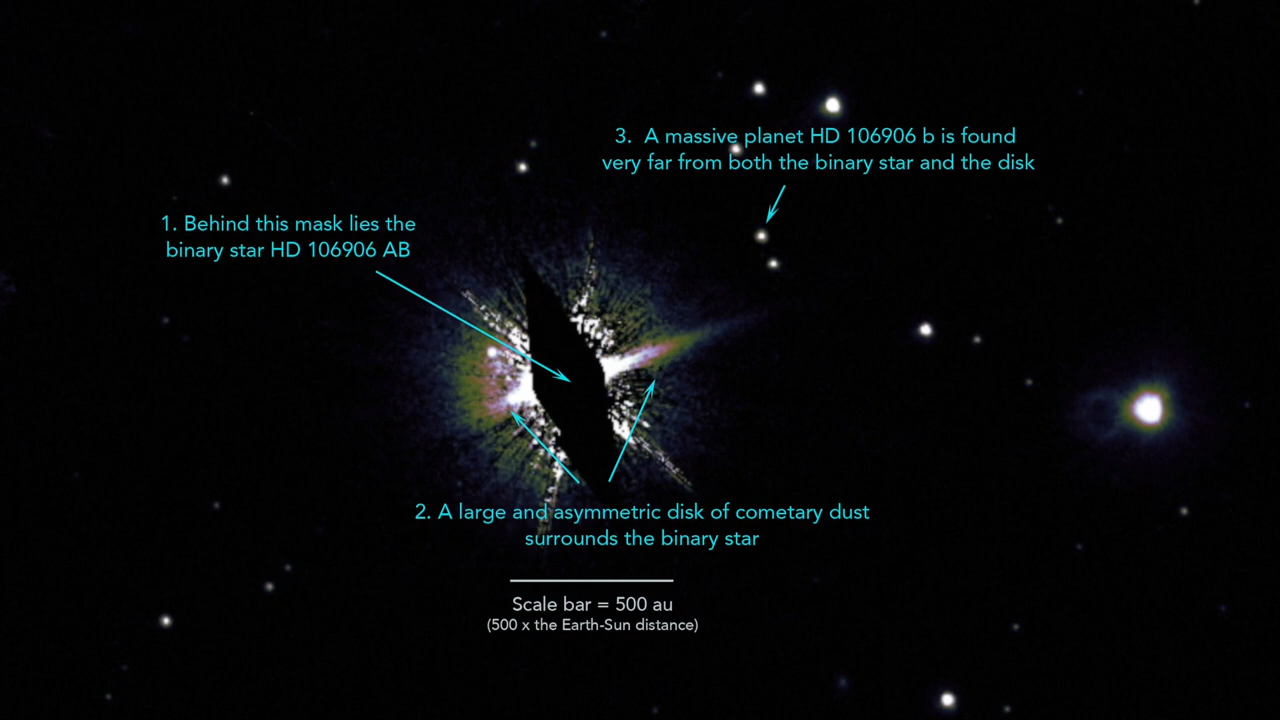 3. A massive planet HD 106906 b is found
very far from both the binary star and the disk
1. Behind this mask lies the
binary star HD 106906 AB
2. A large and asymmetric disk of cometary dust
surrounds the binary star
Scale bar = 500 au
(500 x the Earth-Sun distance)